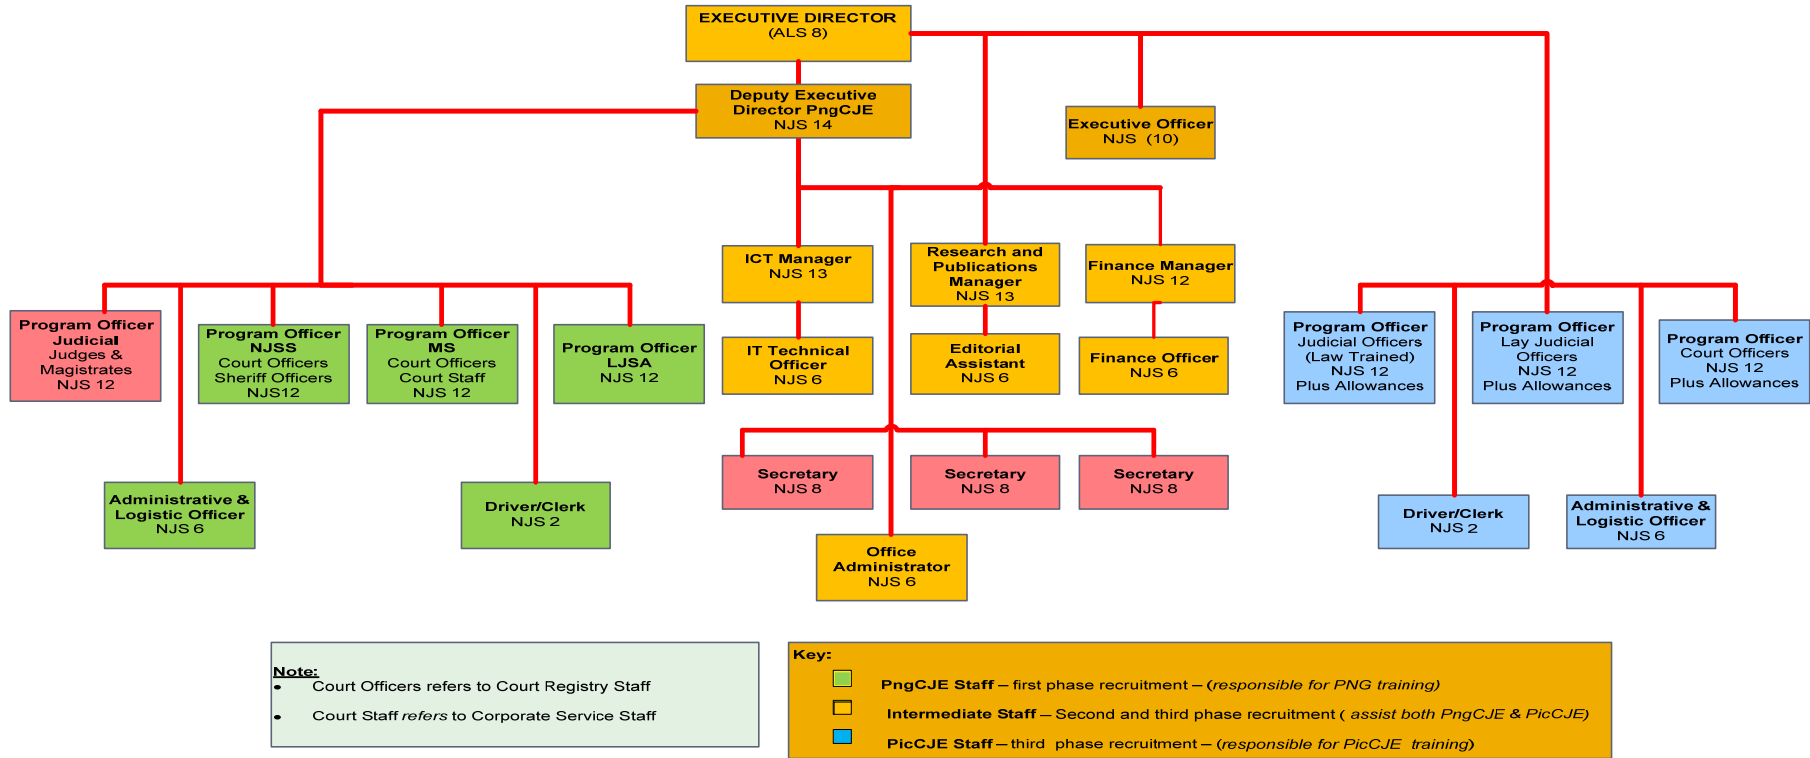 EXECUTIVE DIRECTOR
(ALS 8)
Deputy Executive
Director PngCJE
NJS 14
Executive Officer
NJS (10)
ICT Manager
NJS 13
Research and
Publications
Manager
NJS 13
Finance Manager
NJS 12
Program Officer
Judicial
Judges &
Magistrates
NJS 12
Program Officer
NJSS
Court Officers
Sheriff Officers
NJS12
Program Officer
MS
Court Officers
Court Staff
NJS 12
Program Officer
LJSA
NJS 12
IT Technical
Officer
NJS 6
Editorial
Assistant
NJS 6
Finance Officer
NJS 6
Program Officer
Judicial Officers
(Law Trained)
NJS 12
Plus Allowances
Program Officer
Lay Judicial
Officers
NJS 12
Plus Allowances
Program Officer
Court Officers
NJS 12
Plus Allowances
Secretary
NJS 8
Secretary
NJS 8
Secretary
NJS 8
Administrative &
Logistic Officer
NJS 6
Driver/Clerk
NJS 2
Driver/Clerk
NJS 2
Administrative &
Logistic Officer
NJS 6
Office
Administrator
NJS 6
Note:
• Court Officers refers to Court Registry Staff
• Court Staff refers to Corporate Service Staff
Key:
PngCJE Staff – first phase recruitment – (responsible for PNG training)
Intermediate Staff – Second and third phase recruitment ( assist both PngCJE & PicCJE)
PicCJE Staff – third phase recruitment – (responsible for PicCJE training)